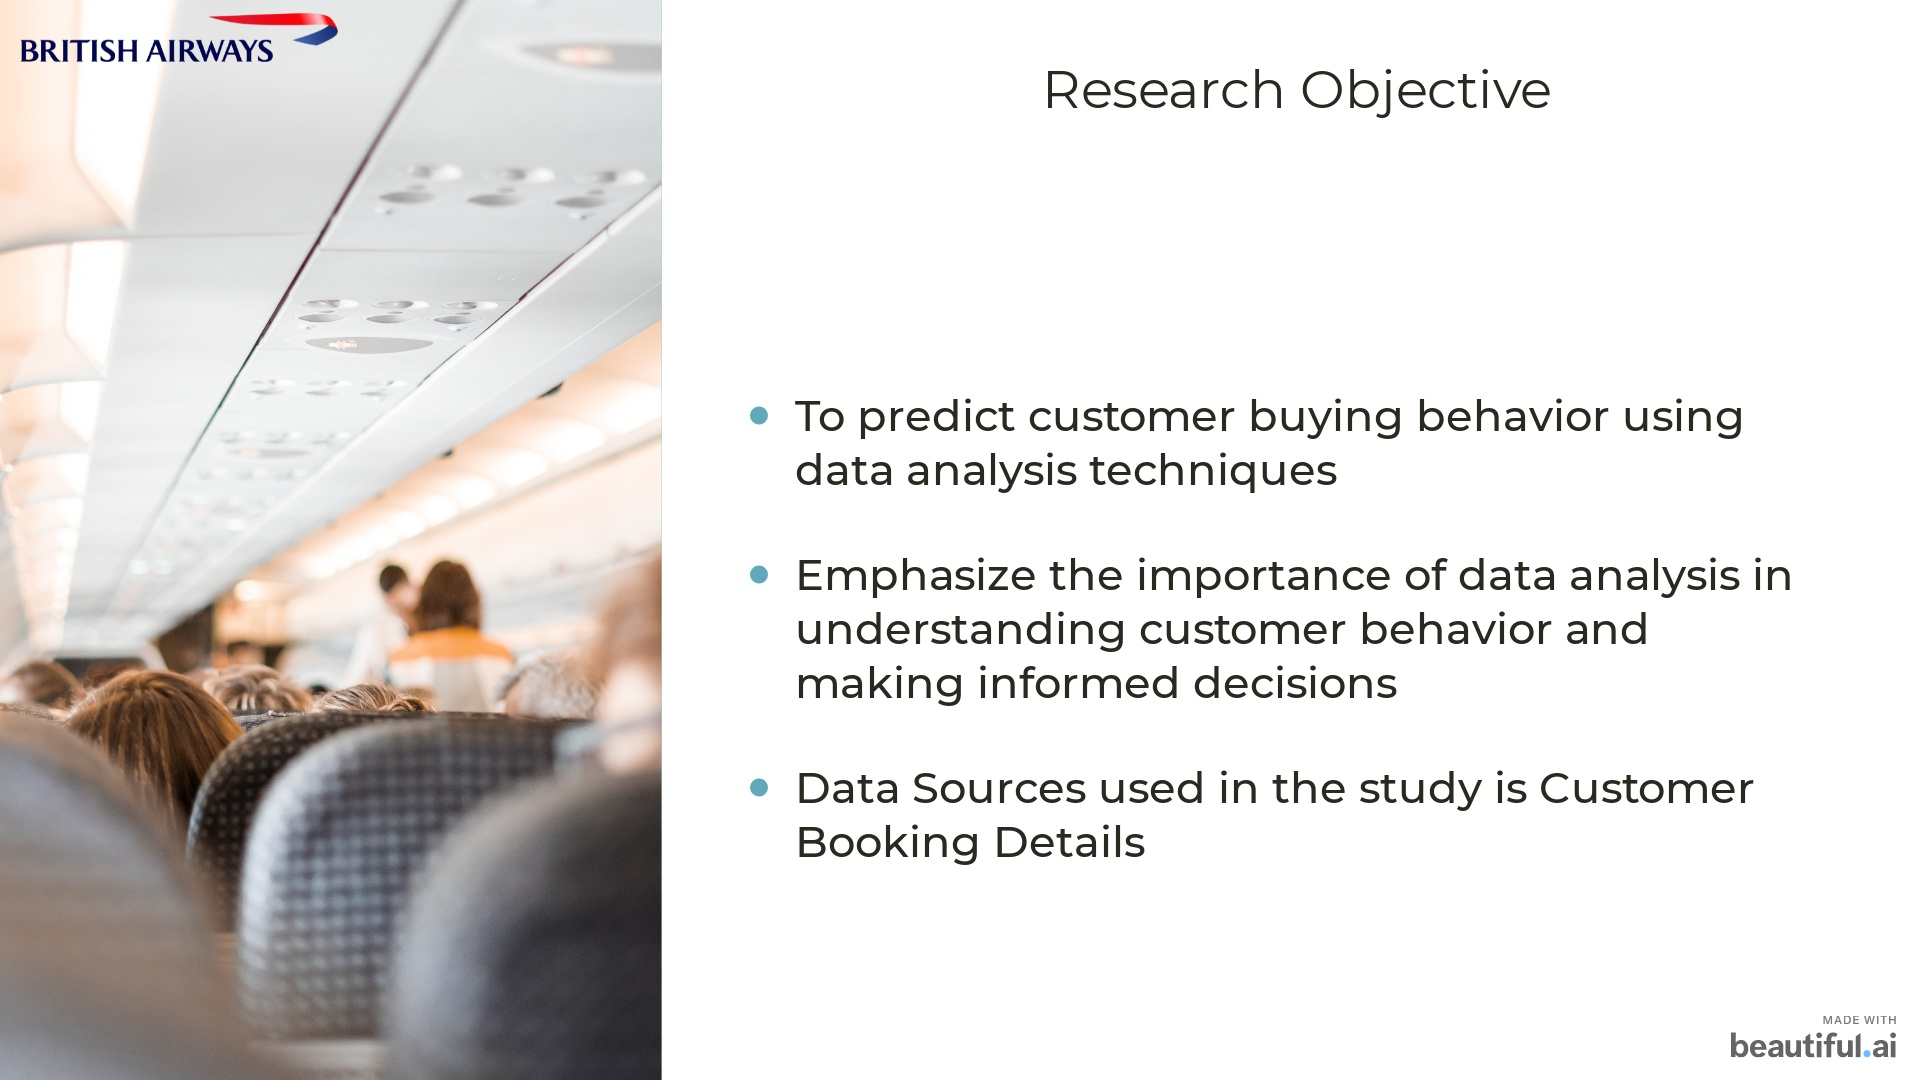 BRITISH AIRWAYS
Research Objective
To predict customer buying behavior using
data analysis techniques
Emphasize the importance of data analysis in
understanding customer behavior and
making informed decisions
Data Sources used in the study is Customer
Booking Details
MADE WITH
beautiful.ai